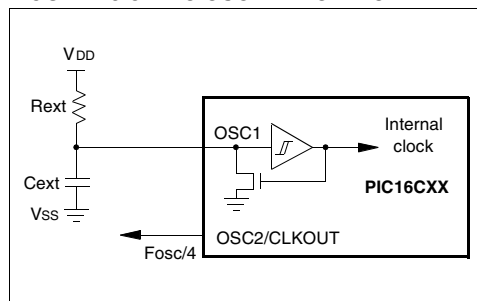 VDD
Rext
OSC1
Internal
clock
Cext
PIC16CXX
VSS
OSC2/CLKOUT
Fosc/4